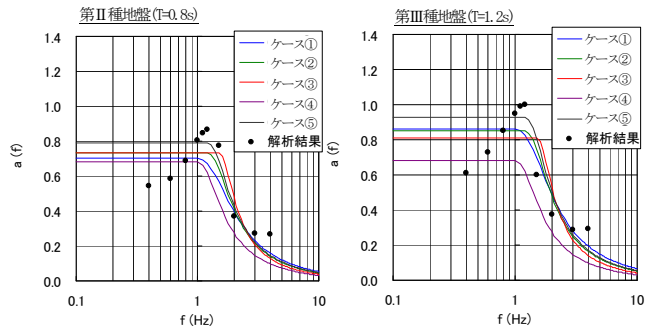 第Ⅱ種地盤(T=0.8s)
1.4
1.2
1.0
0.8
0.6
0.4
0.2
0.0
a (f)
0.1
1
10
f (Hz)
ケース①
ケース②
ケース③
ケース④
ケース⑤
解析結果
第Ⅲ種地盤(T=1.2s)
1.4
1.2
1.0
0.8
0.6
0.4
0.2
0.0
a (f)
0.1
1
10
f (Hz)
ケース①
ケース②
ケース③
ケース④
ケース⑤
解析結果